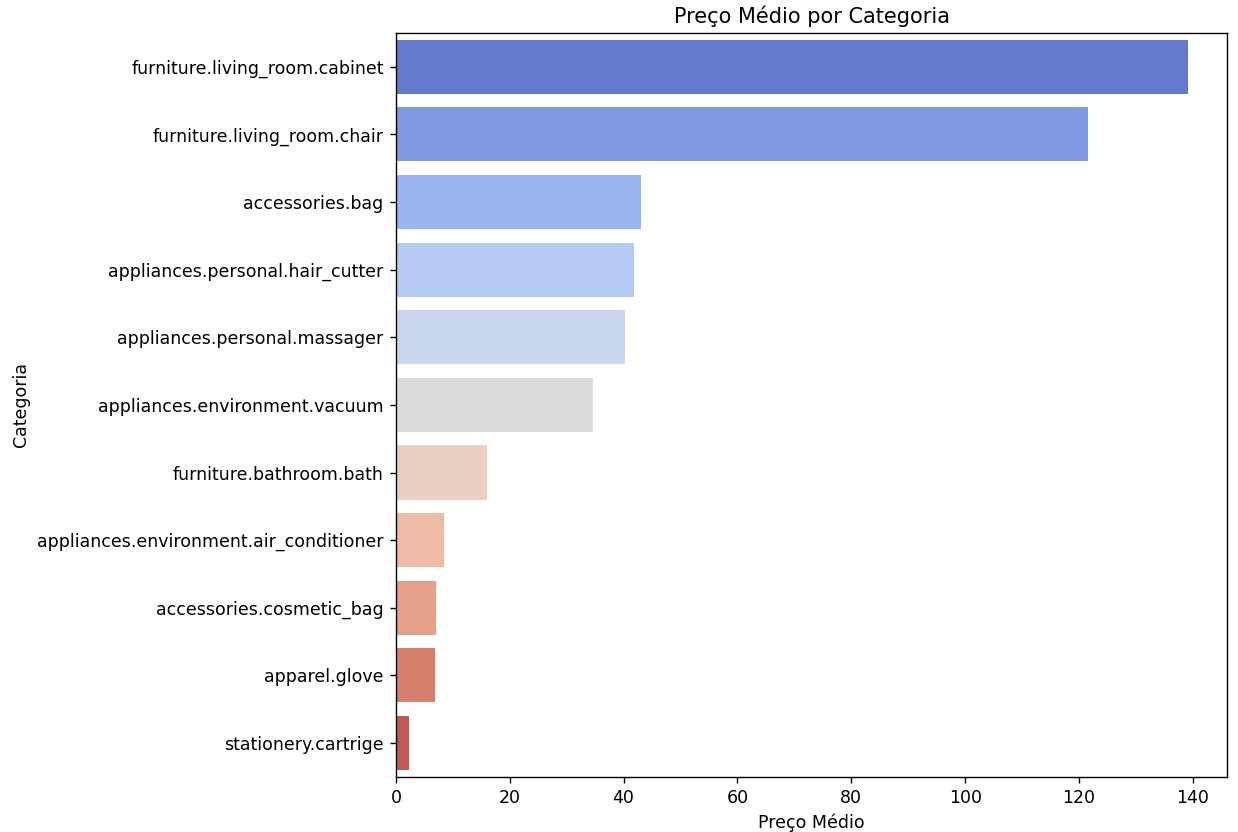 Preço Médio por Categoria
furniture.living_room.cabinet
furniture.living_room.chair
accessories.bag
appliances.personal.hair_cutter
appliances.personal.massager
appliances.environment.vacuum
furniture.bathroom.bath
appliances.environment.air_conditioner
accessories.cosmetic_bag
apparel.glove
stationery.cartrige
Categoria
0 20 40 60 80 100 120 140
Preço Médio